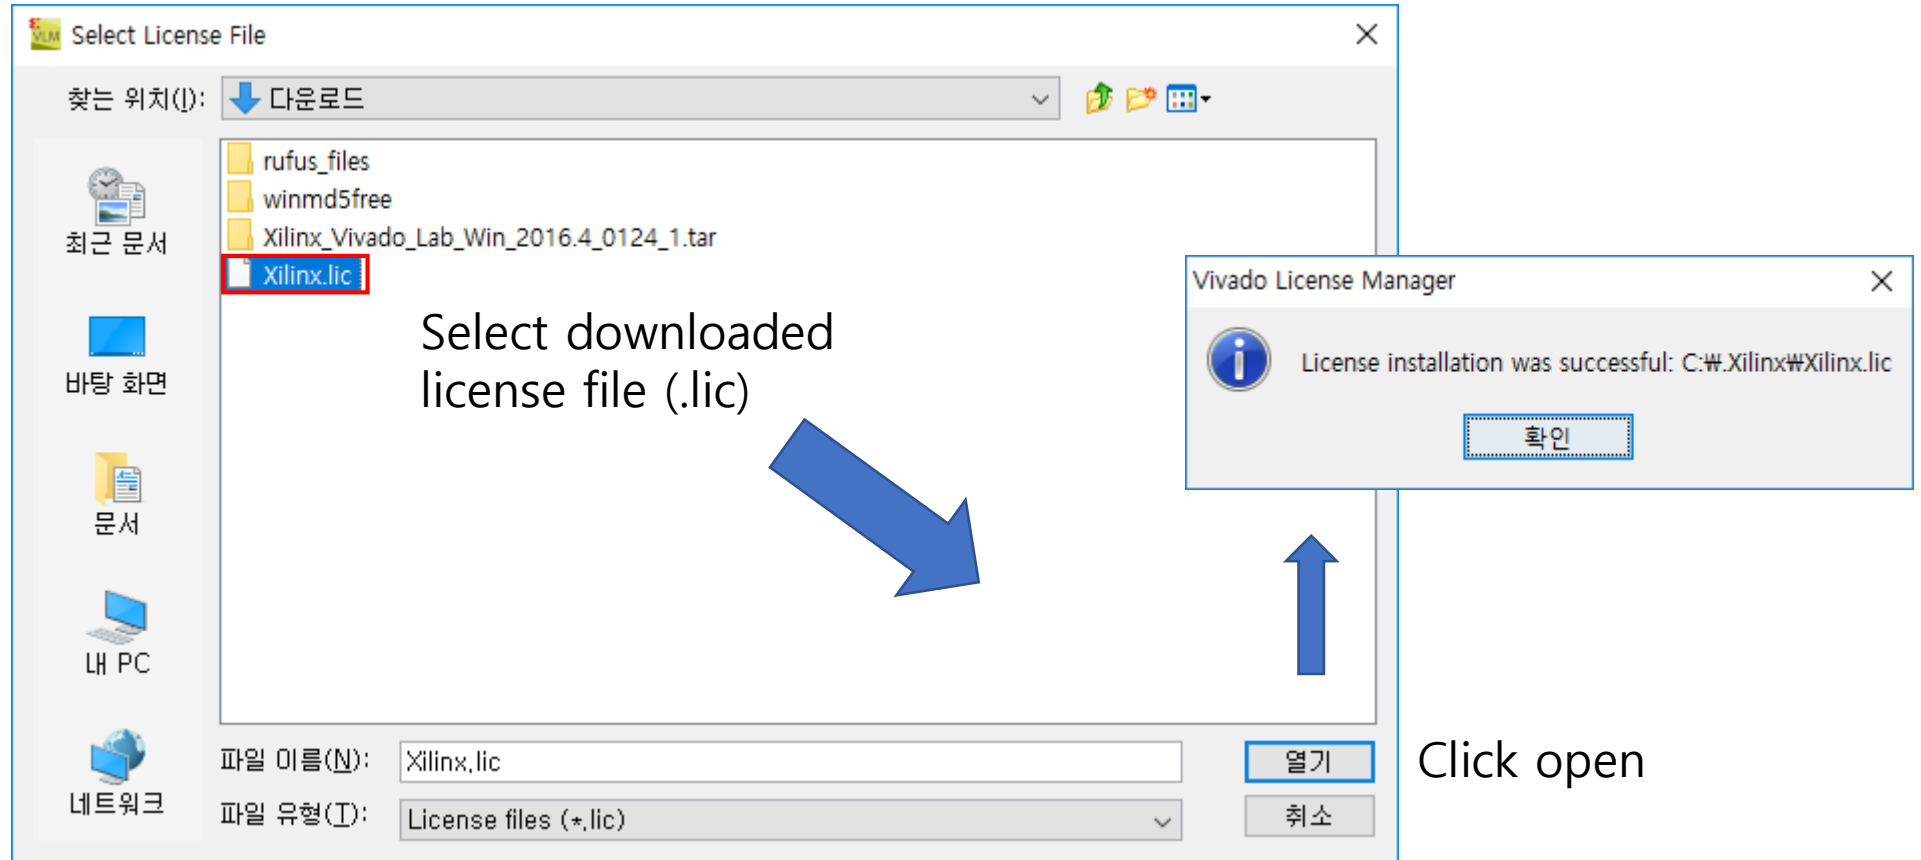 VLM Select License File
찾는 위치(I): 다운로드
rufus_files
winmd5free
Xilinx_Vivado_Lab_Win_2016.4_0124_1.tar
Xilinx.lic
최근 문서
바탕 화면
문서
내 PC
네트워크
Select downloaded
license file (.lic)
Vivado License Manager
License installation was successful: C:₩.Xilinx₩Xilinx.lic
확인
파일 이름(N): Xilinx.lic
열기
Click open
파일 유형(T): License files (*.lic)
취소